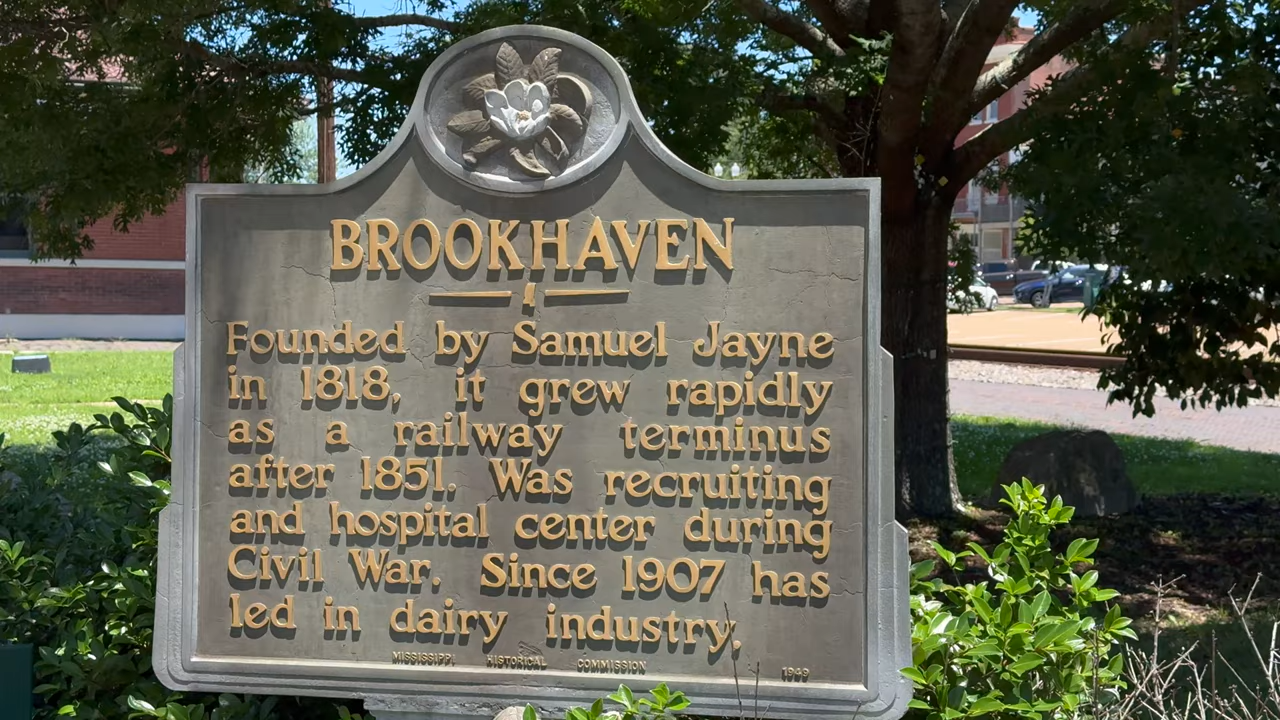 BROOKHAVEN
Founded by Samuel Jayne
in 1818, it grew rapidly
as a railway terminus
after 1851. Was recruiting
and hospital center during
Civil War. Since 1907 has
led in dairy industry.
MISSISSIPPI HISTORICAL COMMISSION 1949